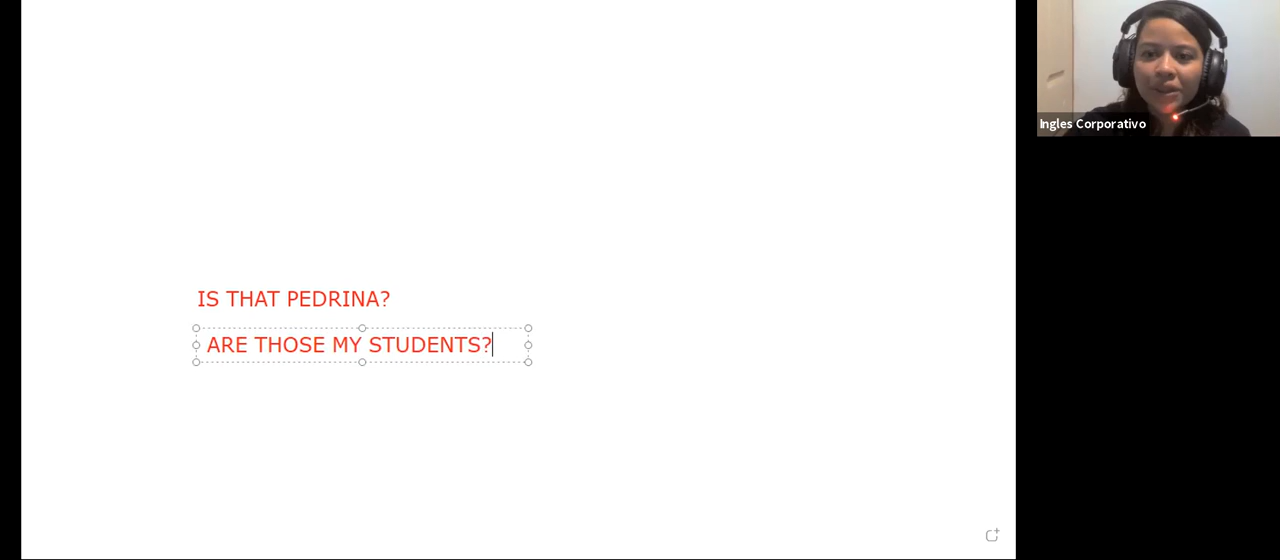 IS THAT PEDRINA?
ARE THOSE MY STUDENTS?
Ingles Corporativo